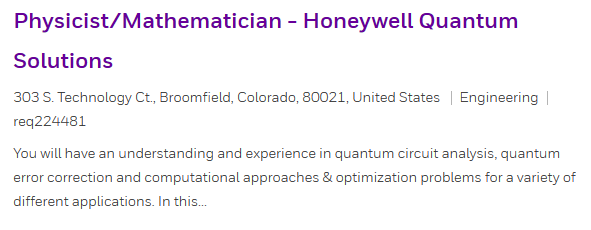 Physicist/Mathematician - Honeywell Quantum
Solutions
303 S. Technology Ct., Broomfield, Colorado, 80021, United States | Engineering |
req224481
You will have an understanding and experience in quantum circuit analysis, quantum
error correction and computational approaches & optimization problems for a variety of
different applications. In this...